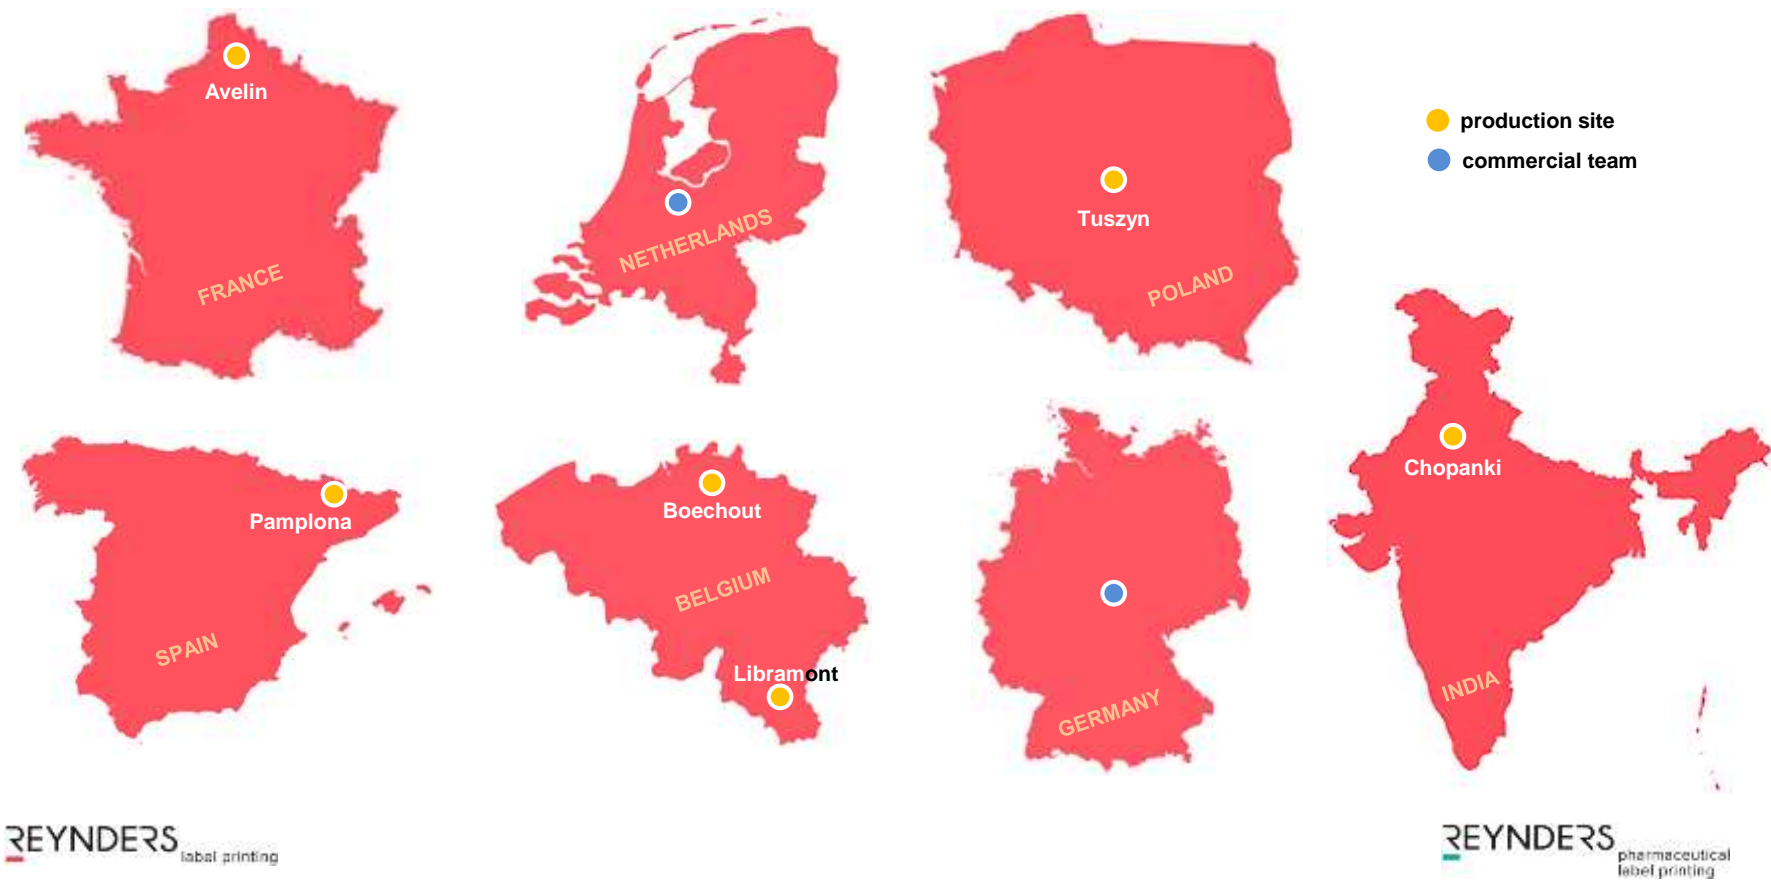 Avelin
FRANCE
NETHERLANDS
Tuszyn
POLAND
production site
commercial team
Pamplona
SPAIN
Boechout
BELGIUM
Libramont
GERMANY
Chopanki
INDIA
REYNDERS
label printing
REYNDERS
pharmaceutical
label printing